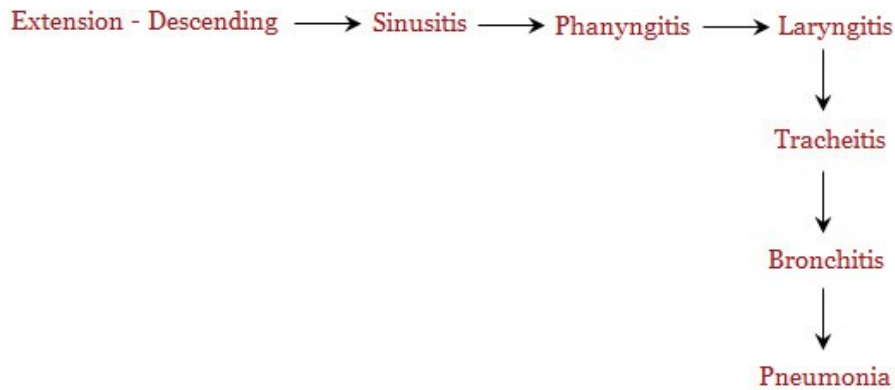 Extension - Descending Sinusitis Phanyngitis Laryngitis
Tracheitis
Bronchitis
Pneumonia